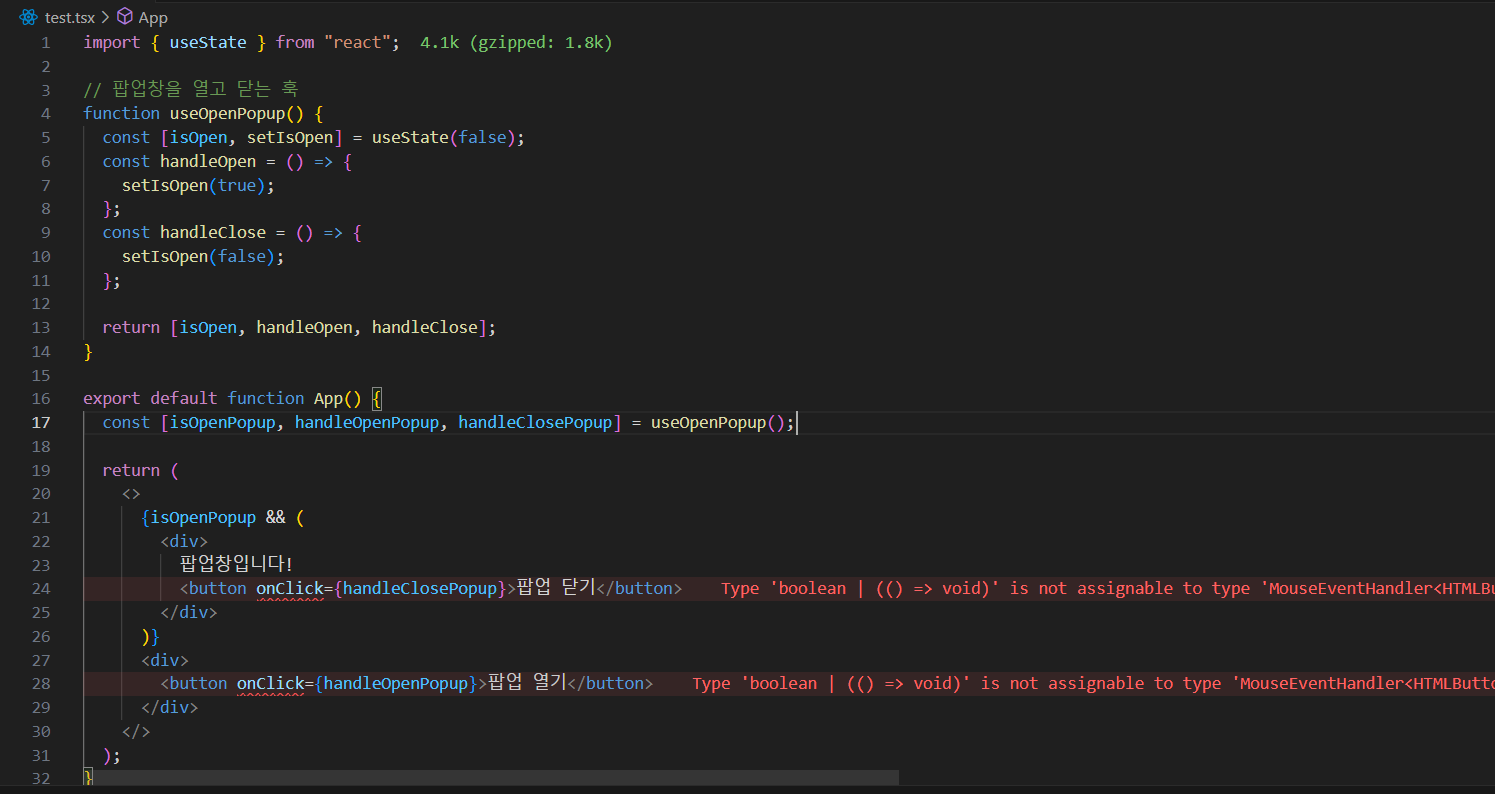 test.tsx > App
1 import { useState } from "react"; 4.1k (gzipped: 1.8k)
2
3 // 팝업창을 열고 닫는 훅
4 function useOpenPopup() {
5 const [isOpen, setIsOpen] = useState(false);
6 const handleOpen = () => {
7 setIsOpen(true);
8 };
9 const handleClose = () => {
10 setIsOpen(false);
11 };
12
13 return [isOpen, handleOpen, handleClose];
14 }
15
16 export default function App() {
17 const [isOpenPopup, handleOpenPopup, handleClosePopup] = useOpenPopup();
18
19 return (
20 <>
21 {isOpenPopup && (
22 <div>
23 팝업창입니다!
24 <button onClick={handleClosePopup}>팝업 닫기</button> Type 'boolean | (() => void)' is not assignable to type 'MouseEventHandler<HTMLBu
25 </div>
26 )}
27 <div>
28 <button onClick={handleOpenPopup}>팝업 열기</button> Type 'boolean | (() => void)' is not assignable to type 'MouseEventHandler<HTMLButto
29 </div>
30 </>
31 );
32 }